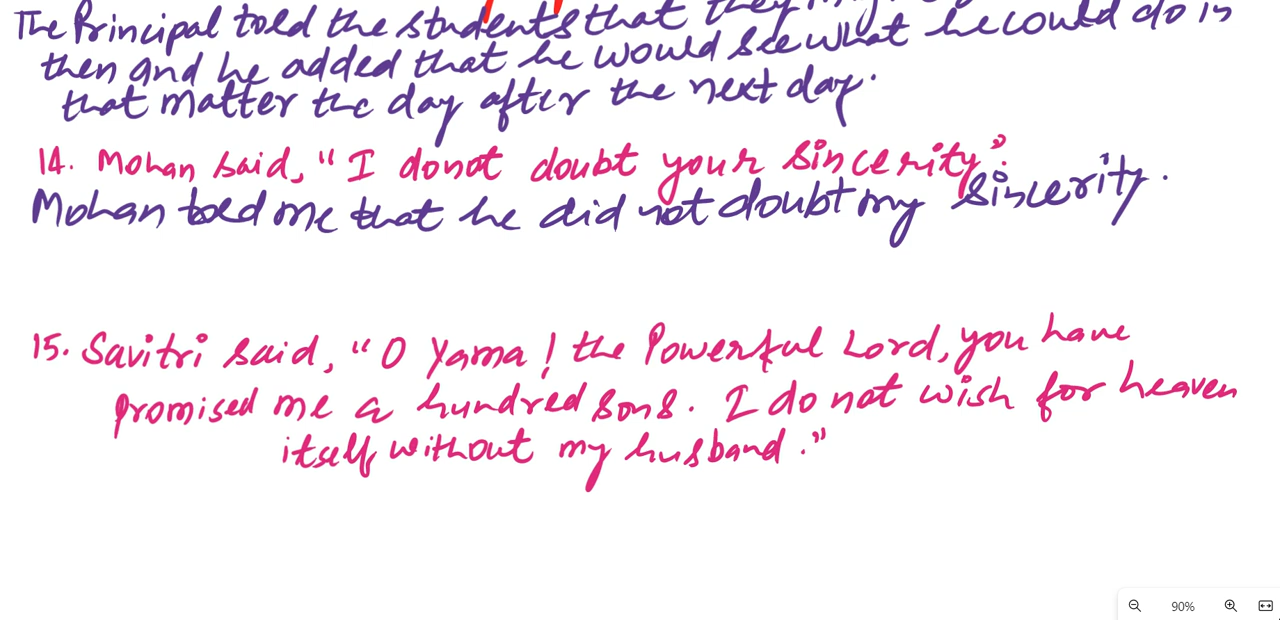 The Principal told the students that they
then and he added that he would see what he could do in
that matter the day after the next day.
14. Mohan said, "I donot doubt your sincerity".
Mohan told me that he did not doubt my sincerity.
15. Savitri said, "O Yama! the Powerful Lord, you have
promised me a hundred sons. I do not wish for heaven
itself without my husband."
90%